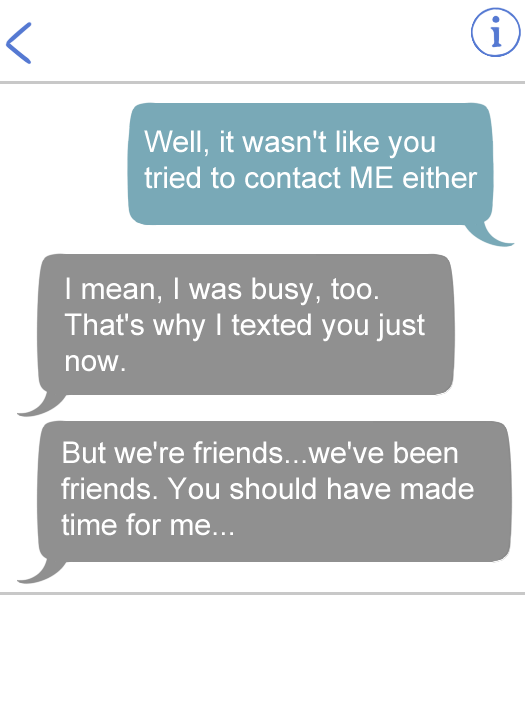 Well, it wasn't like you
tried to contact ME either
I mean, I was busy, too.
That's why I texted you just
now.
But we're friends...we've been
friends. You should have made
time for me...